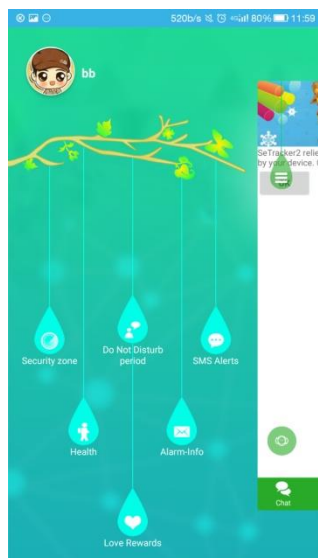 520b/s 4G 80% 11:59
bb
SeTracker2 relie
by your device. I
Security zone
Do Not Disturb
period
SMS Alerts
Health
Alarm-Info
Love Rewards
Chat